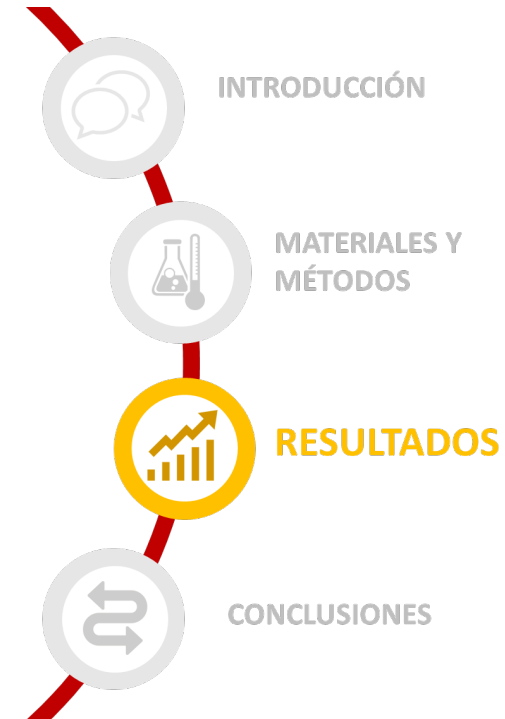 INTRODUCCIÓN
MATERIALES Y
MÉTODOS
RESULTADOS
CONCLUSIONES